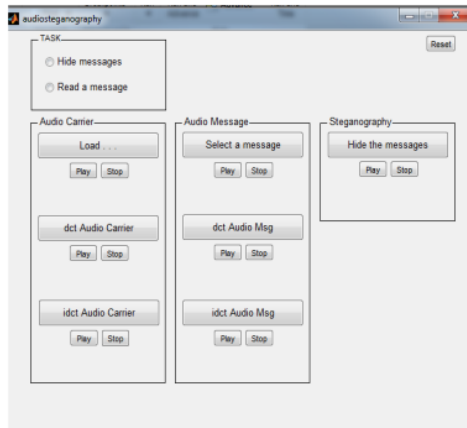 audiosteganography
TASK
Reset
Hide messages
Read a message
Audio Carrier
Load . . .
Play Stop
dct Audio Carrier
Play Stop
idct Audio Carrier
Play Stop
Audio Message
Select a message
Play Stop
dct Audio Msg
Play Stop
idct Audio Msg
Play Stop
Steganography
Hide the messages
Play Stop